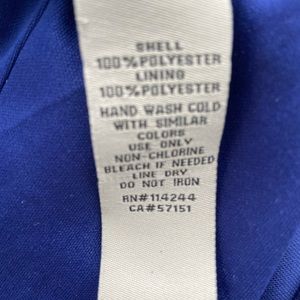 SHELL
100%POLYESTER
LINING
100%POLYESTER
HAND WASH COLD
WITH SIMILAR
COLORS
USE ONLY
NON-CHLORINE
BLEACH IF NEEDED
LINE DRY
DO NOT IRON
RN#114244
CA#57151